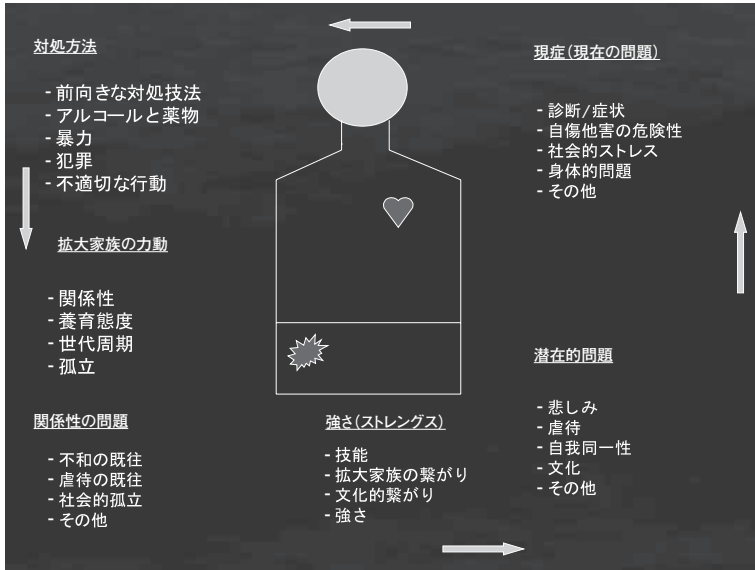 対処方法
- 前向きな対処技法
- アルコールと薬物
- 暴力
- 犯罪
- 不適切な行動
拡大家族の力動
- 関係性
- 養育態度
- 世代周期
- 孤立
関係性の問題
- 不和の既往
- 虐待の既往
- 社会的孤立
- その他
強さ(ストレングス)
- 技能
- 拡大家族の繋がり
- 文化的繋がり
- 強さ
現症(現在の問題)
- 診断/症状
- 自傷他害の危険性
- 社会的ストレス
- 身体的問題
- その他
潜在的問題
- 悲しみ
- 虐待
- 自我同一性
- 文化
- その他